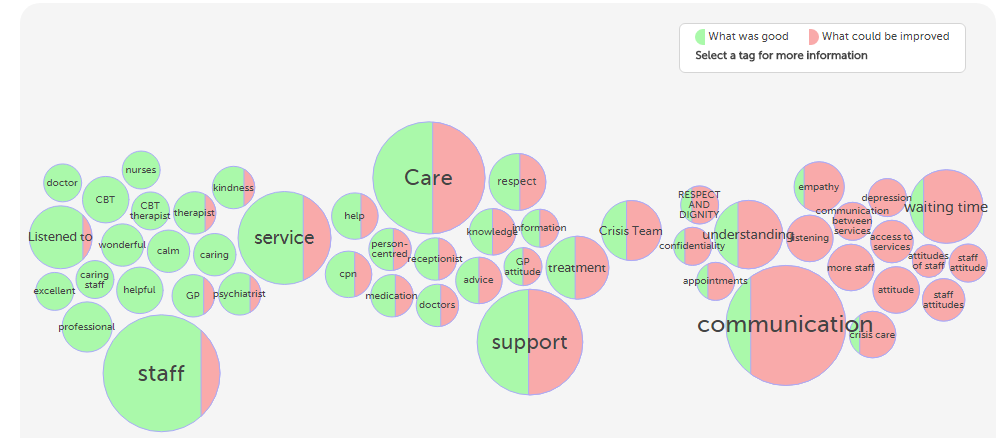 What was good
What could be improved
Select a tag for more information
doctor
nurses
CBT
CBT
therapist
therapist
kindness
Listened to
wonderful
calm
caring
service
caring
staff
excellent
helpful
GP
psychiatrist
professional
staff
Care
respect
help
knowledge
information
person-
centred
receptionist
cpn
advice
GP
attitude
treatment
medication
doctors
support
Crisis Team
RESPECT
AND
DIGNITY
confidentiality
understanding
appointments
communication
empathy
depression
waiting time
communication
between
services
listening
access to
services
more staff
attitudes
of staff
staff
attitude
attitude
staff
attitudes
crisis care